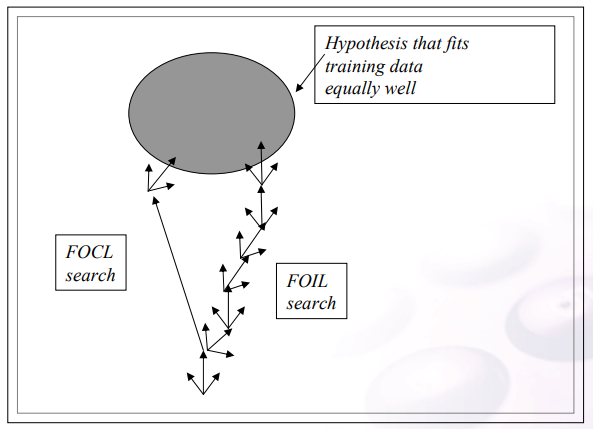 Hypothesis that fits
training data
equally well
FOCL
search
FOIL
search